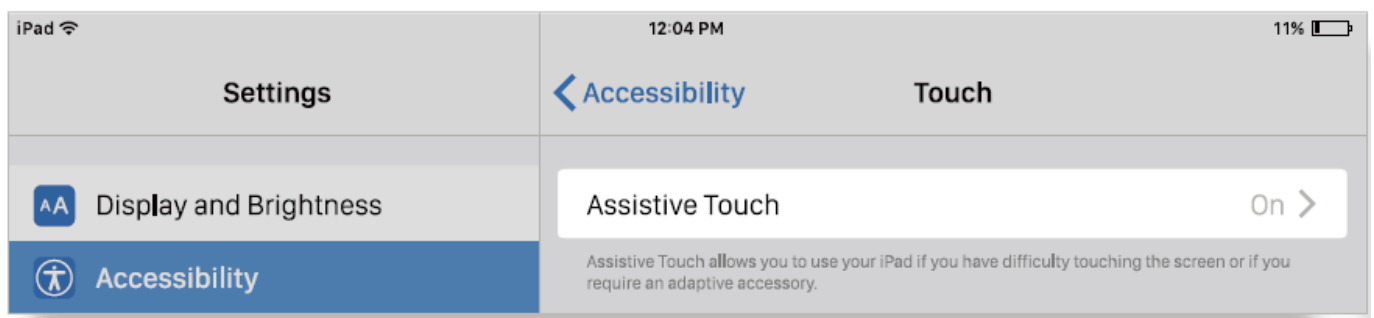 iPad 12:04 PM 11%
Settings
Accessibility Touch
AA Display and Brightness
Accessibility
Assistive Touch On
Assistive Touch allows you to use your iPad if you have difficulty touching the screen or if you
require an adaptive accessory.